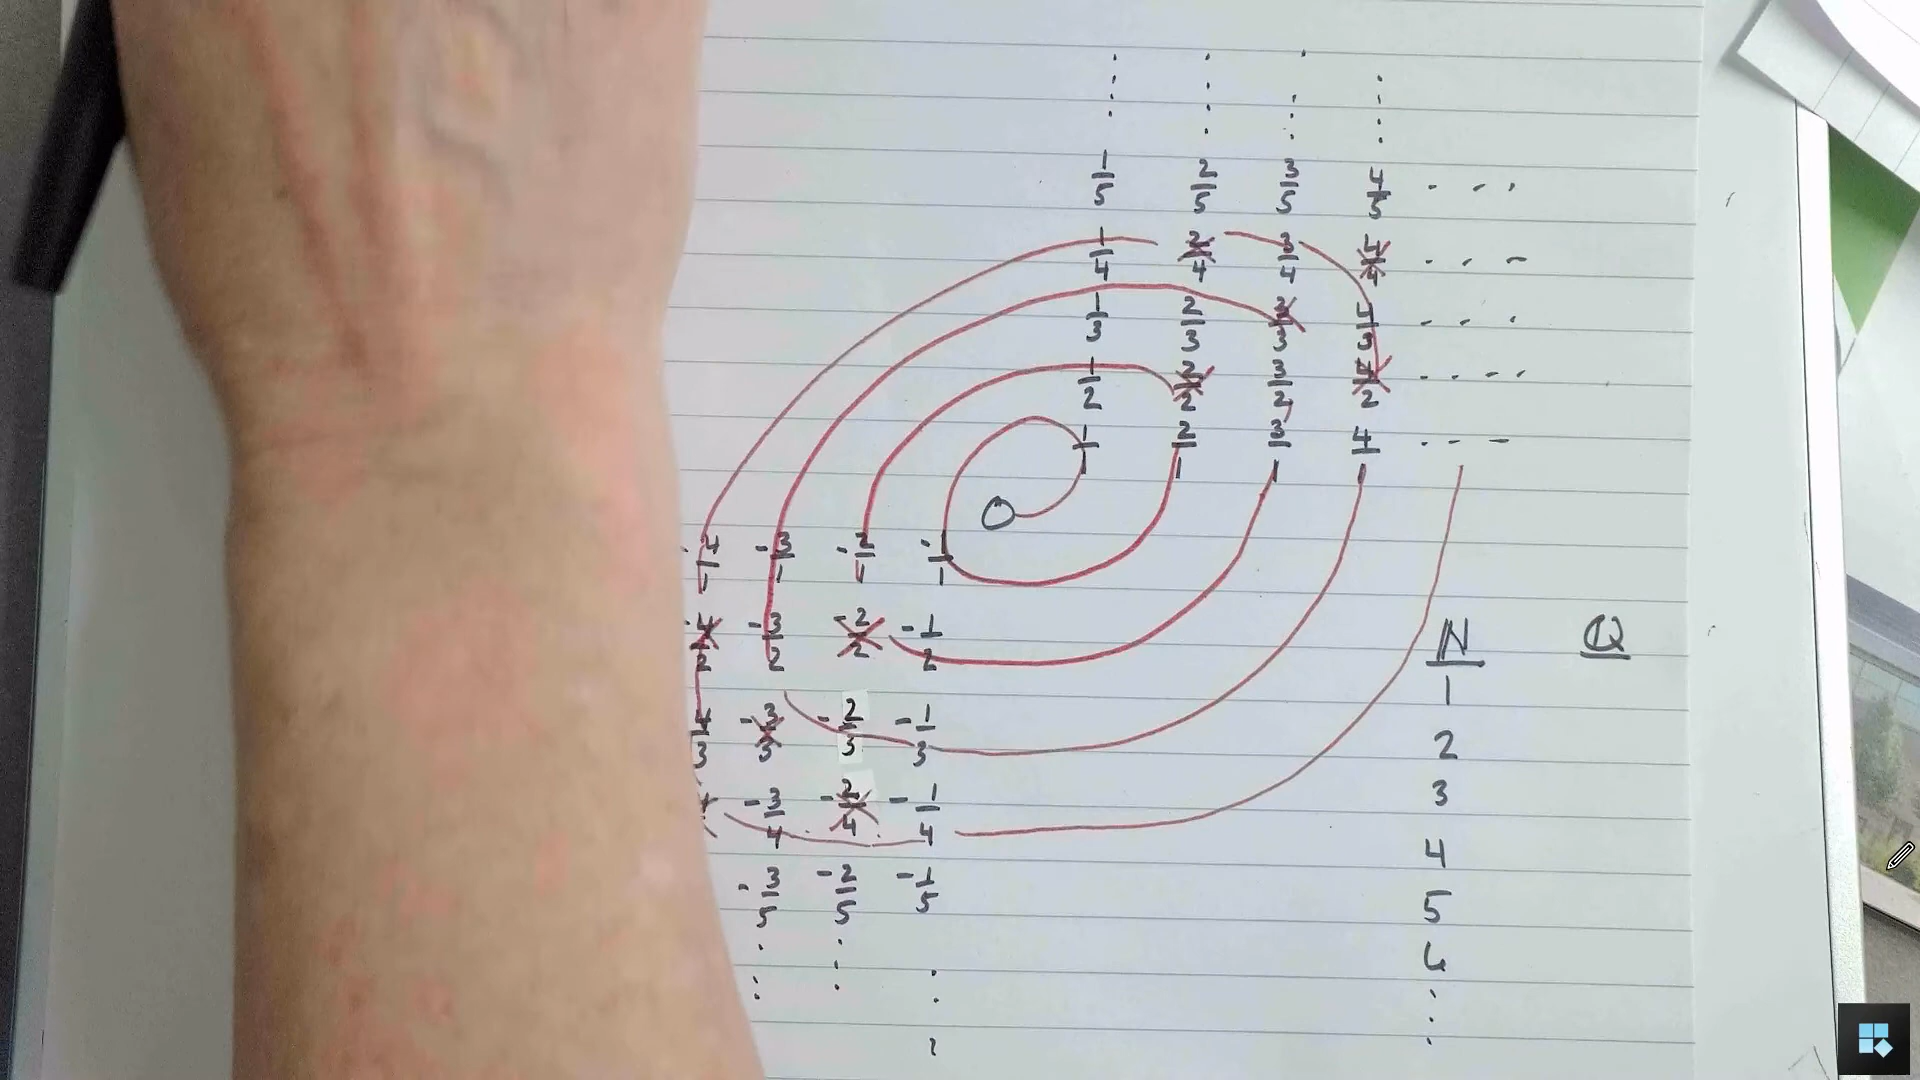 1/5 2/5 3/5 4/5 . . .
1/4 2/4 3/4 4/4 . . -
1/3 2/3 3/3 4/3 . . .
1/2 2/2 3/2 4/2 . . . .
1/1 2/1 3/1 4/1 . - -
0
-4/1 -3/1 -2/1 -1/1
-4/2 -3/2 -2/2 -1/2
4/3 -3/3 -2/3 -1/3
-3/4 -2/4 -1/4
-3/5 -2/5 -1/5
N Q
1
2
3
4
5
6